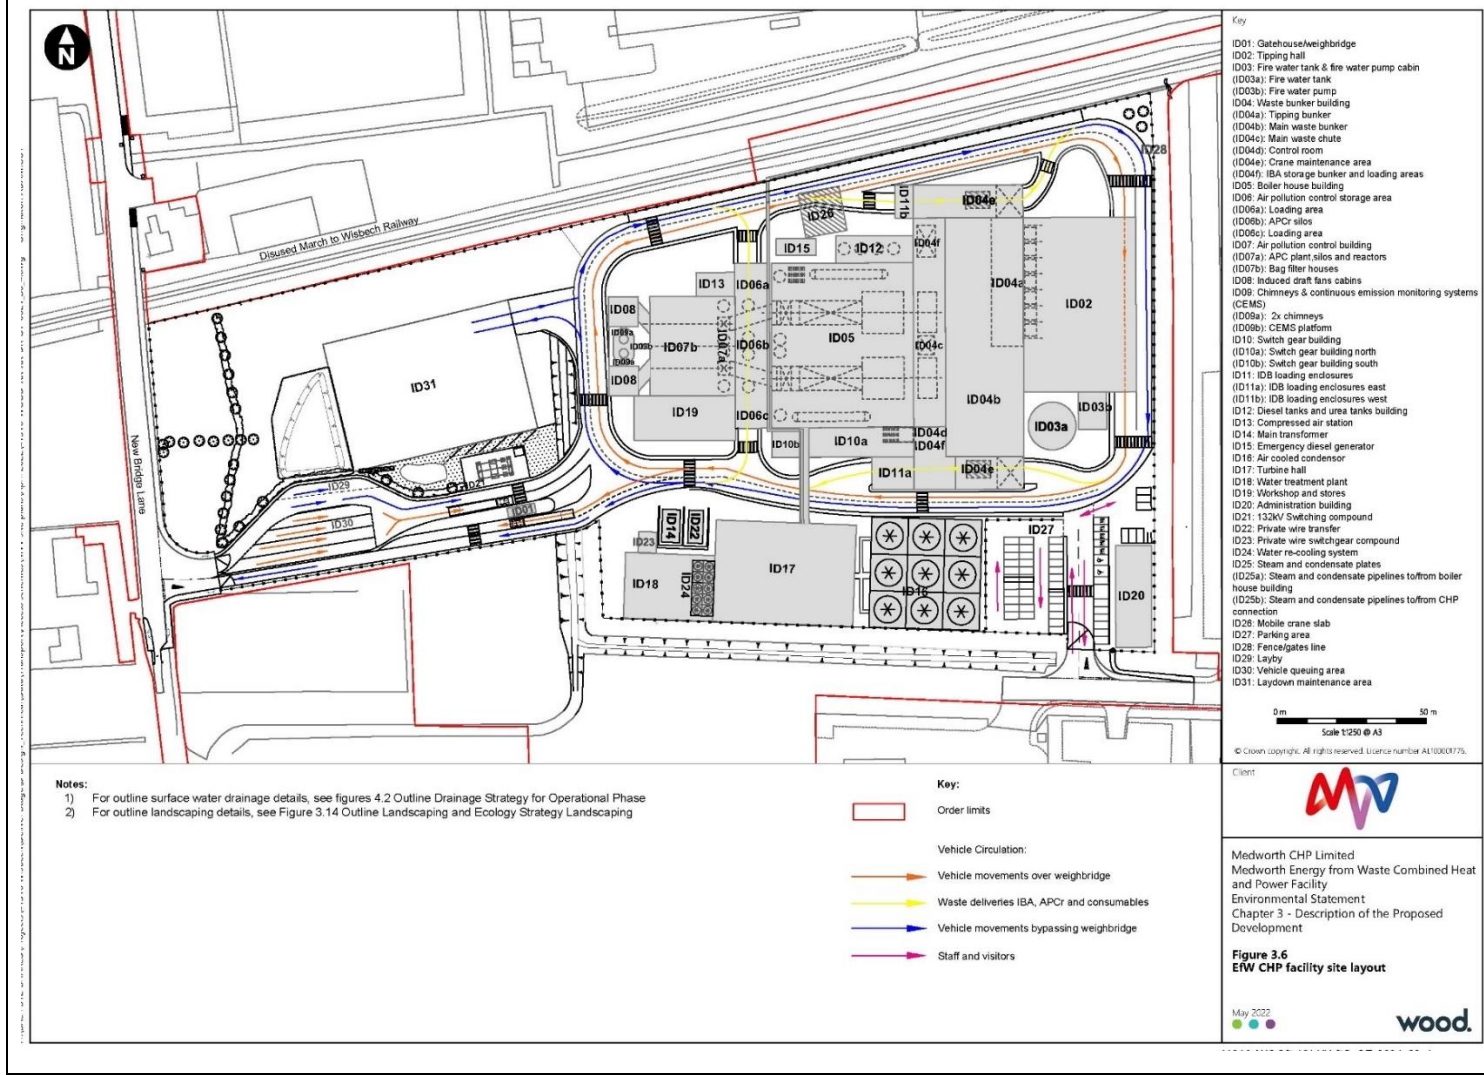 N
Disused March to Wisbech Railway
New Bridge Lane
ID28
ID26
ID11b
ID04e
ID15
ID12
ID04f
ID13
ID06a
ID04a
ID02
ID08
ID09a
ID09b
ID07b
ID07a
ID06b
ID05
ID04c
ID31
ID08
ID19
ID06c
ID04b
ID03b
ID03a
ID10b
ID10a
ID04d
ID04f
ID11a
ID04e
ID21
ID29
ID01
ID30
ID14
ID22
ID23
ID27
ID18
ID24
ID17
ID16
ID20
Key
ID01: Gatehouse/weighbridge
ID02: Tipping hall
ID03: Fire water tank & fire water pump cabin
(ID03a): Fire water tank
(ID03b): Fire water pump
ID04: Waste bunker building
(ID04a): Tipping bunker
(ID04b): Main waste bunker
(ID04c): Main waste chute
(ID04d): Control room
(ID04e): Crane maintenance area
(ID04f): IBA storage bunker and loading areas
ID05: Boiler house building
ID06: Air pollution control storage area
(ID06a): Loading area
(ID06b): APCr silos
(ID06c): Loading area
ID07: Air pollution control building
(ID07a): APC plant,silos and reactors
(ID07b): Bag filter houses
ID08: Induced draft fans cabins
ID09: Chimneys & continuous emission monitoring systems
(CEMS)
(ID09a): 2x chimneys
(ID09b): CEMS platform
ID10: Switch gear building
(ID10a): Switch gear building north
(ID10b): Switch gear building south
ID11: IDB loading enclosures
(ID11a): IDB loading enclosures east
(ID11b): IDB loading enclosures west
ID12: Diesel tanks and urea tanks building
ID13: Compressed air station
ID14: Main transformer
ID15: Emergency diesel generator
ID16: Air cooled condensor
ID17: Turbine hall
ID18: Water treatment plant
ID19: Workshop and stores
ID20: Administration building
ID21: 132kV Switching compound
ID22: Private wire transfer
ID23: Private wire switchgear compound
ID24: Water re-cooling system
ID25: Steam and condensate plates
(ID25a): Steam and condensate pipelines to/from boiler
house building
(ID25b): Steam and condensate pipelines to/from CHP
connection
ID26: Mobile crane slab
ID27: Parking area
ID28: Fence/gates line
ID29: Layby
ID30: Vehicle queuing area
ID31: Laydown maintenance area
0 m 50 m
Scale 1:1250 @ A3
© Crown copyright. All rights reserved. Licence number AL100001776.
Notes:
1) For outline surface water drainage details, see figures 4.2 Outline Drainage Strategy for Operational Phase
2) For outline landscaping details, see Figure 3.14 Outline Landscaping and Ecology Strategy Landscaping
Key:
Order limits
Vehicle Circulation:
Vehicle movements over weighbridge
Waste deliveries IBA, APCr and consumables
Vehicle movements bypassing weighbridge
Staff and visitors
Client
MVV
Medworth CHP Limited
Medworth Energy from Waste Combined Heat
and Power Facility
Environmental Statement
Chapter 3 - Description of the Proposed
Development
Figure 3.6
EfW CHP facility site layout
May 2022
wood.